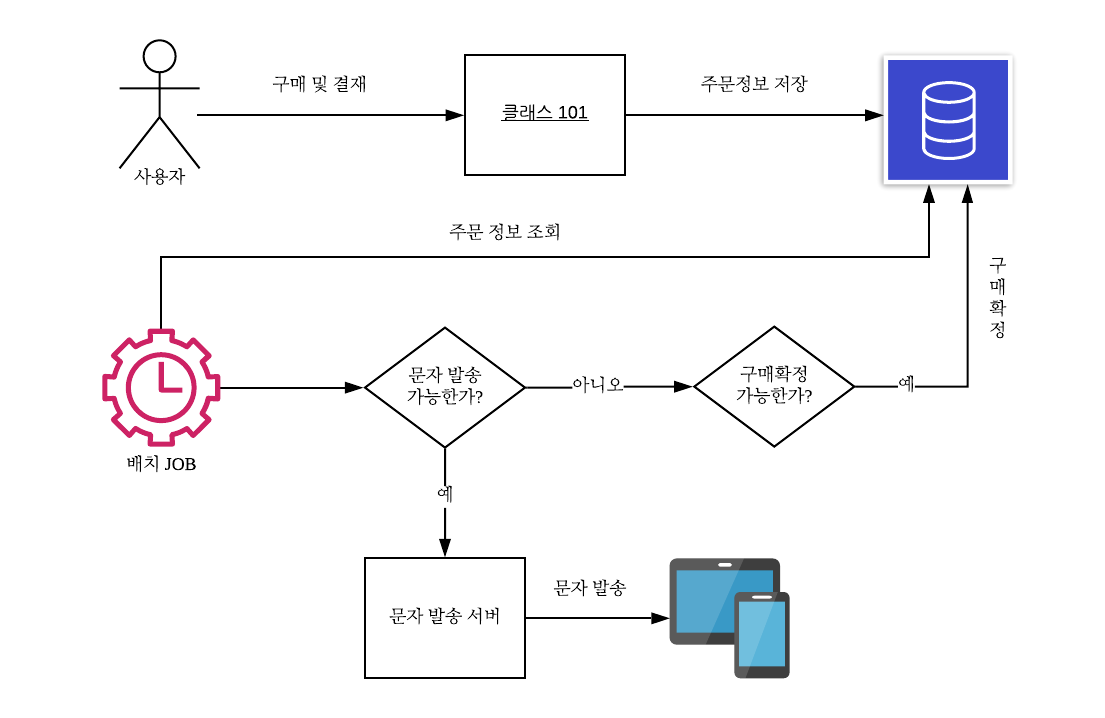 구매 및 결재
주문정보 저장
클래스 101
사용자
주문 정보 조회
구
매
확
정
문자 발송
가능한가?
아니오
구매확정
가능한가?
예
배치 JOB
예
문자 발송 서버
문자 발송